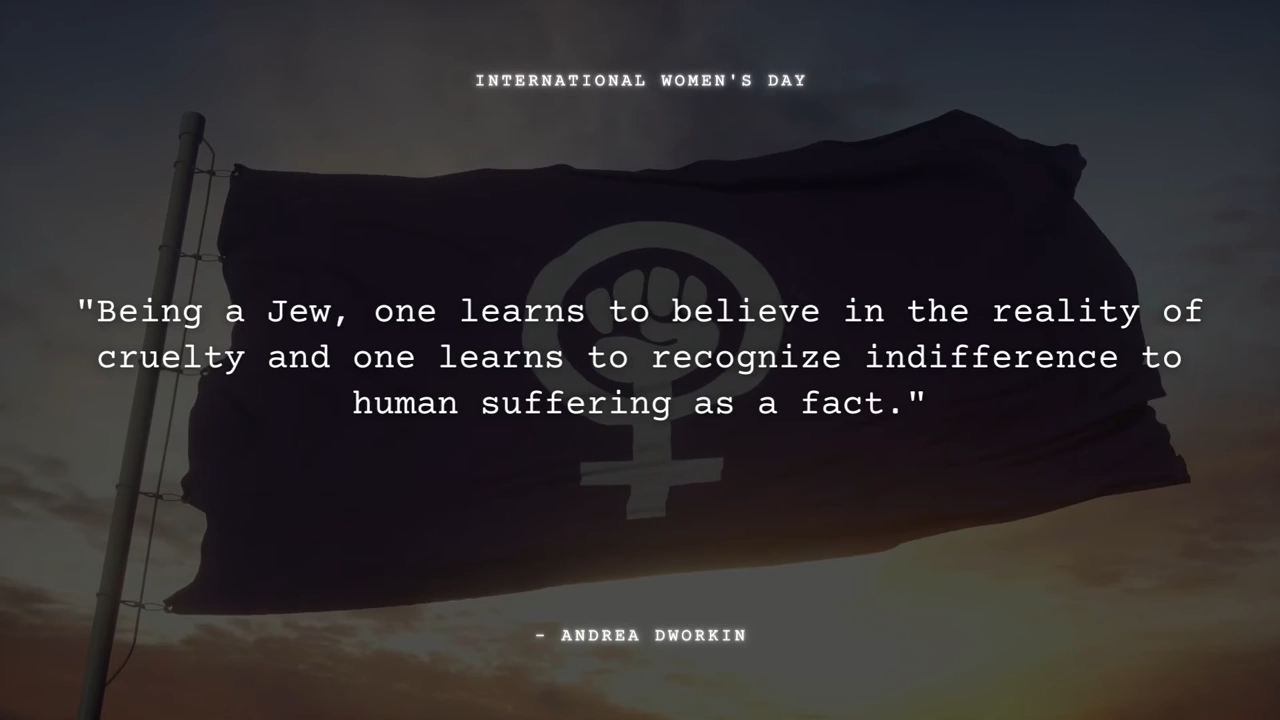 INTERNATIONAL WOMEN'S DAY
"Being a Jew, one learns to believe in the reality of
cruelty and one learns to recognize indifference to
human suffering as a fact."
- ANDREA DWORKIN